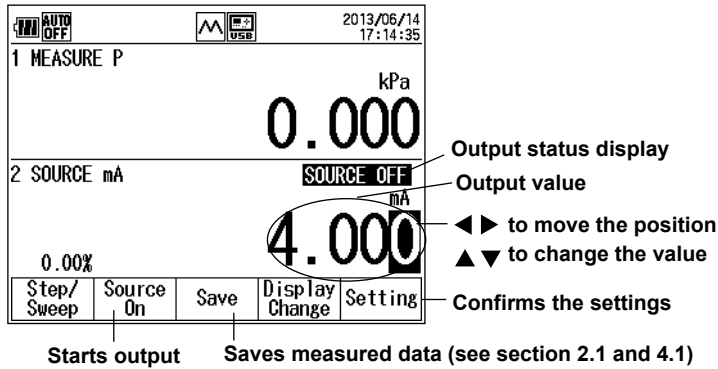 AUTO OFF USB 2013/06/14
17:14:35
1 MEASURE P
kPa
0.000
Output status display
2 SOURCE mA SOURCE OFF
Output value
mA
4.000
◀ ▶ to move the position
▲ ▼ to change the value
0.00%
Step/Sweep Source On Save Display Change Setting
Confirms the settings
Starts output Saves measured data (see section 2.1 and 4.1)